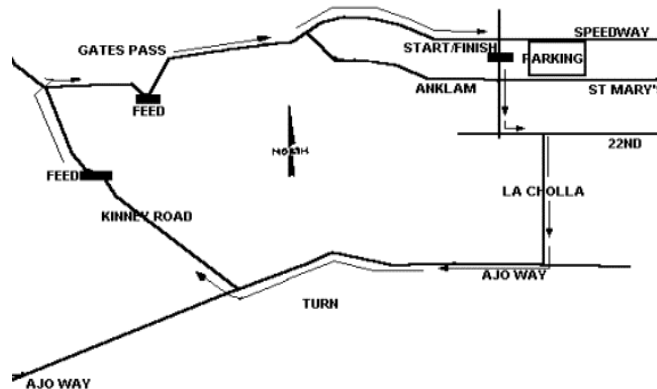 SPEEDWAY
GATES PASS
START/FINISH
PARKING
ANKLAM
ST MARY'S
FEED
22ND
NORTH
FEED
LA CHOLLA
KINNEY ROAD
AJO WAY
TURN
AJO WAY